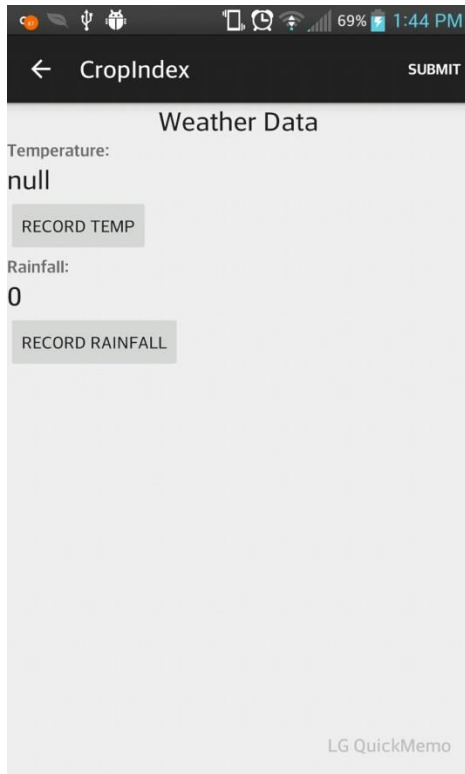 69% 1:44 PM
CropIndex SUBMIT
Weather Data
Temperature:
null
RECORD TEMP
Rainfall:
0
RECORD RAINFALL
LG QuickMemo